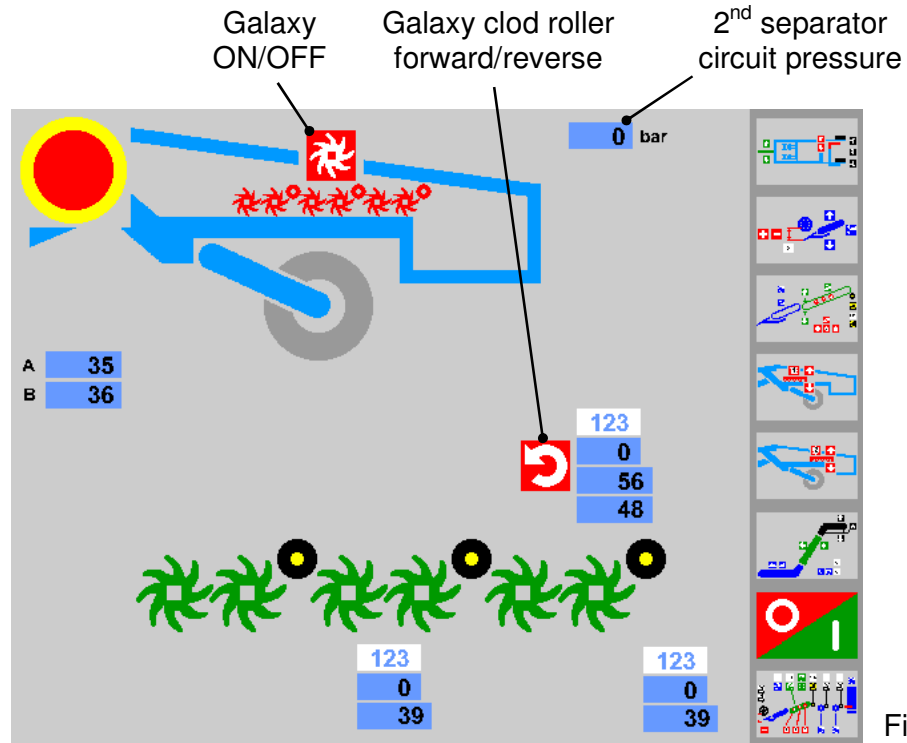 Galaxy
ON/OFF
Galaxy clod roller
forward/reverse
2nd separator
circuit pressure
0 bar
A 35
B 36
123
0
56
48
123
0
39
123
0
39
Fi